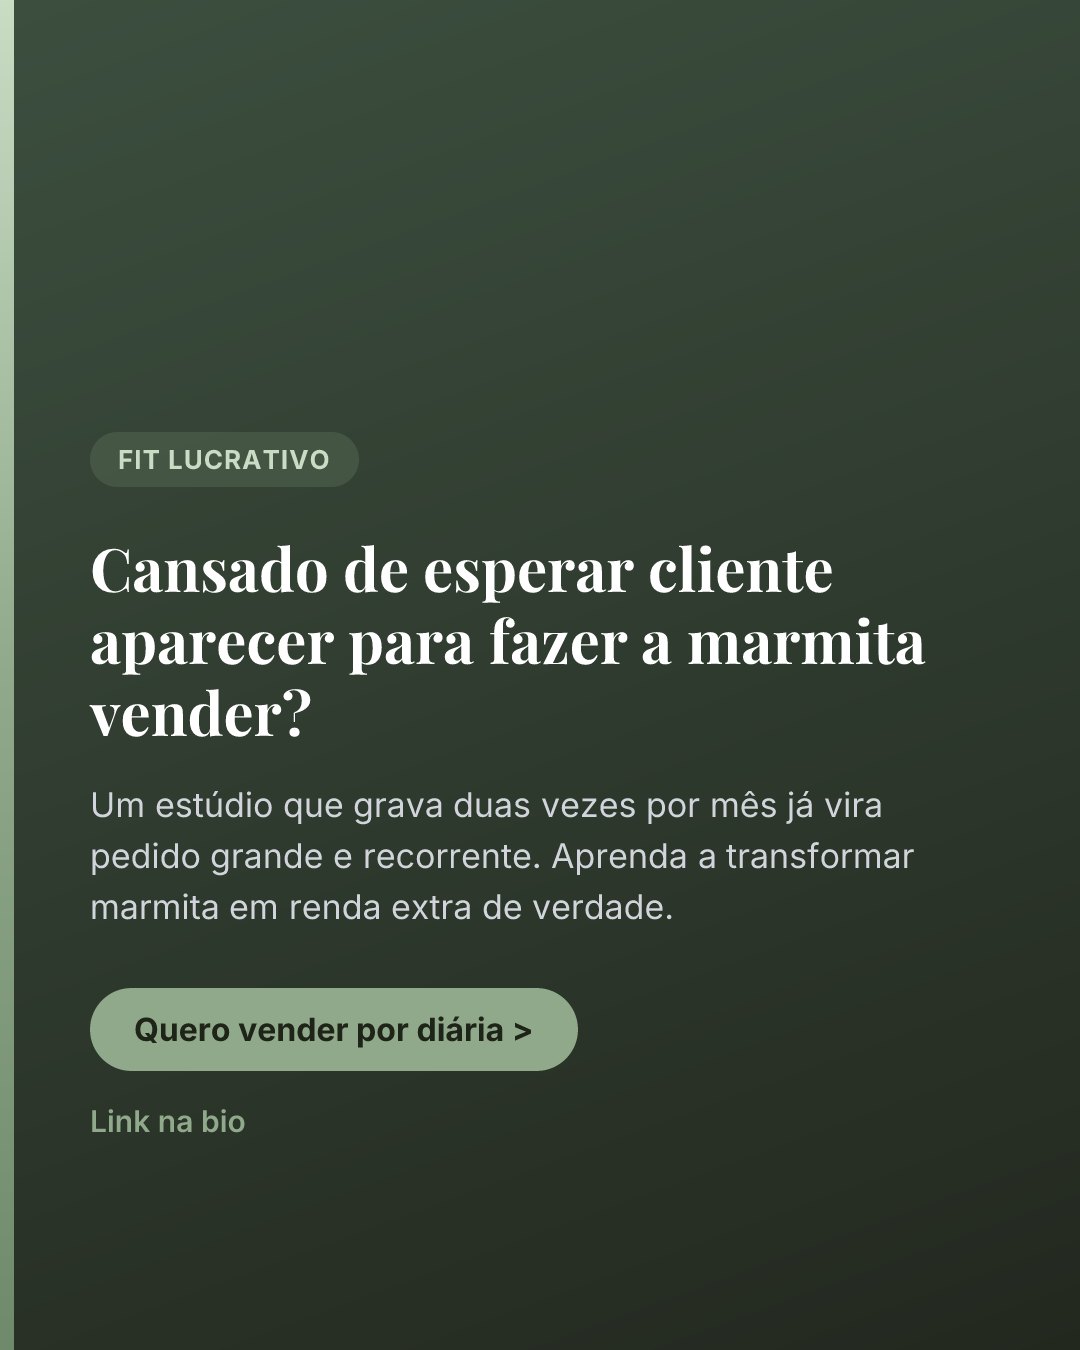 FIT LUCRATIVO
Cansado de esperar cliente
aparecer para fazer a marmita
vender?
Um estúdio que grava duas vezes por mês já vira
pedido grande e recorrente. Aprenda a transformar
marmita em renda extra de verdade.
Quero vender por diária >
Link na bio